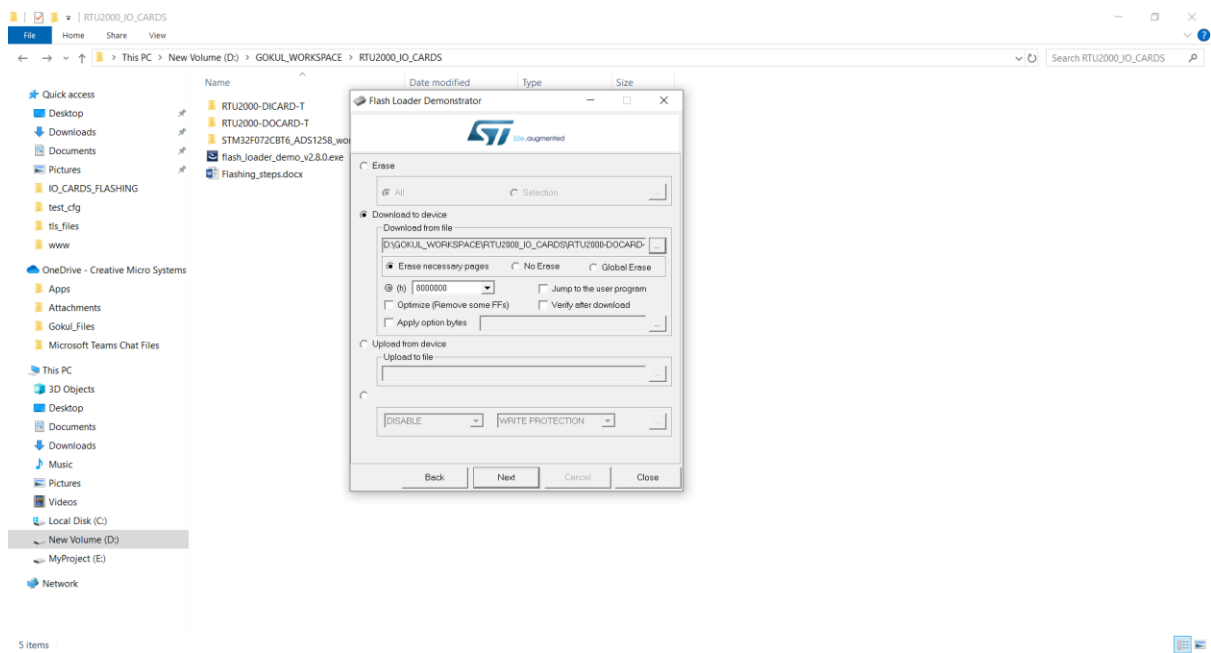 RTU2000_IO_CARDS
File Home Share View
This PC > New Volume (D:) > GOKUL_WORKSPACE > RTU2000_IO_CARDS
Search RTU2000_IO_CARDS
Name Date modified Type Size
Quick access
Desktop
Downloads
Documents
Pictures
IO_CARDS_FLASHING
test_cfg
tls_files
www
OneDrive - Creative Micro Systems
Apps
Attachments
Gokul_Files
Microsoft Teams Chat Files
This PC
3D Objects
Desktop
Documents
Downloads
Music
Pictures
Videos
Local Disk (C:)
New Volume (D:)
MyProject (E:)
Network
RTU2000-DICARD-T
RTU2000-DOCARD-T
STM32F072CBT6_ADS1258_wo
flash_loader_demo_v2.8.0.exe
Flashing_steps.docx
Flash Loader Demonstrator
ST life.augmented
Erase
All Selection ...
Download to device
Download from file
D:\GOKUL_WORKSPACE\RTU2000_IO_CARDS\RTU2000-DOCARD- ...
Erase necessary pages No Erase Global Erase
@ (h) 8000000 Jump to the user program
Optimize (Remove some FFs) Verify after download
Apply option bytes ...
Upload from device
Upload to file
...
DISABLE WRITE PROTECTION ...
Back Next Cancel Close
5 items